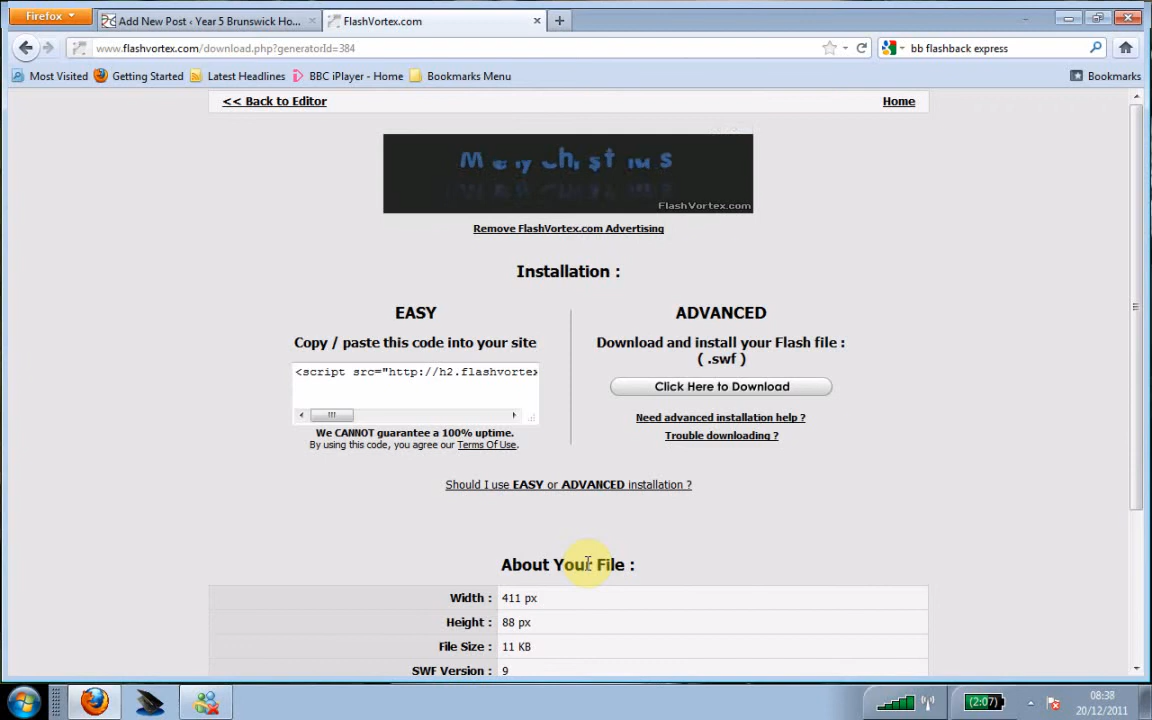 Firefox
Add New Post ‹ Year 5 Brunswick Ho...
FlashVortex.com
www.flashvortex.com/download.php?generatorId=384
bb flashback express
Most Visited
Getting Started
Latest Headlines
BBC iPlayer - Home
Bookmarks Menu
Bookmarks
<< Back to Editor
Home
FlashVortex.com
Remove FlashVortex.com Advertising
Installation :
EASY
ADVANCED
Copy / paste this code into your site
Download and install your Flash file :
( .swf )
<script src="http://h2.flashvortex
Click Here to Download
Need advanced installation help ?
We CANNOT guarantee a 100% uptime.
Trouble downloading ?
By using this code, you agree our Terms Of Use.
Should I use EASY or ADVANCED installation ?
About Your File :
Width : 411 px
Height : 88 px
File Size : 11 KB
SWF Version : 9
(2:07)
08:38
20/12/2011